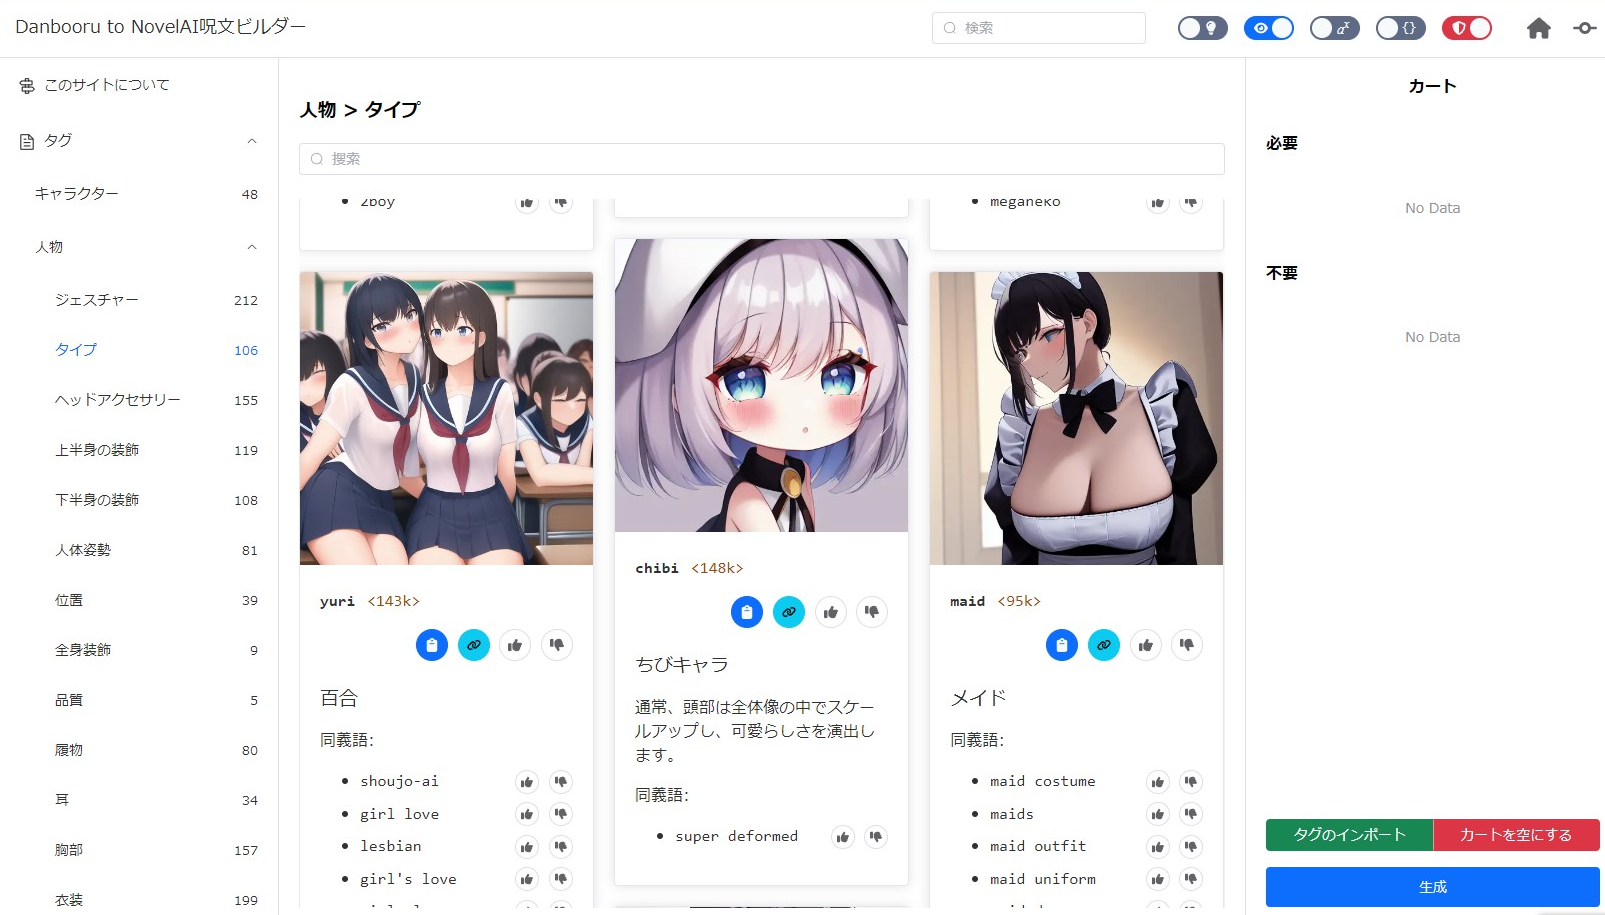 Danbooru to NovelAI呪文ビルダー
検索
このサイトについて
タグ
キャラクター 48
人物
ジェスチャー 212
タイプ 106
ヘッドアクセサリー 155
上半身の装飾 119
下半身の装飾 108
人体姿勢 81
位置 39
全身装飾 9
品質 5
履物 80
耳 34
胸部 157
衣装 199
人物 > タイプ
搜索
2boy
yuri <143k>
百合
同義語:
shoujo-ai
girl love
lesbian
girl's love
chibi <148k>
ちびキャラ
通常、頭部は全体像の中でスケー
ルアップし、可愛らしさを演出し
ます。
同義語:
super deformed
meganeko
maid <95k>
メイド
同義語:
maid costume
maids
maid outfit
maid uniform
カート
必要
No Data
不要
No Data
タグのインポート
カートを空にする
生成